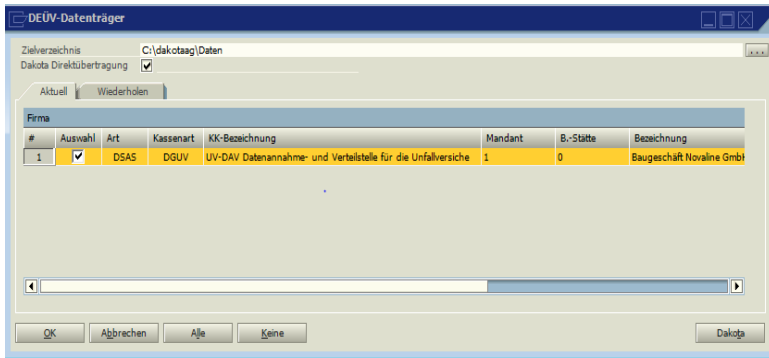 DEÜV-Datenträger
Zielverzeichnis C:\dakotaag\Daten ...
Dakota Direktübertragung
Aktuell Wiederholen
Firma
# Auswahl Art Kassenart KK-Bezeichnung Mandant B.-Stätte Bezeichnung
1 DSAS DGUV UV-DAV Datenannahme- und Verteilstelle für die Unfallversiche 1 0 Baugeschäft Novaline GmbH
OK Abbrechen Alle Keine Dakota